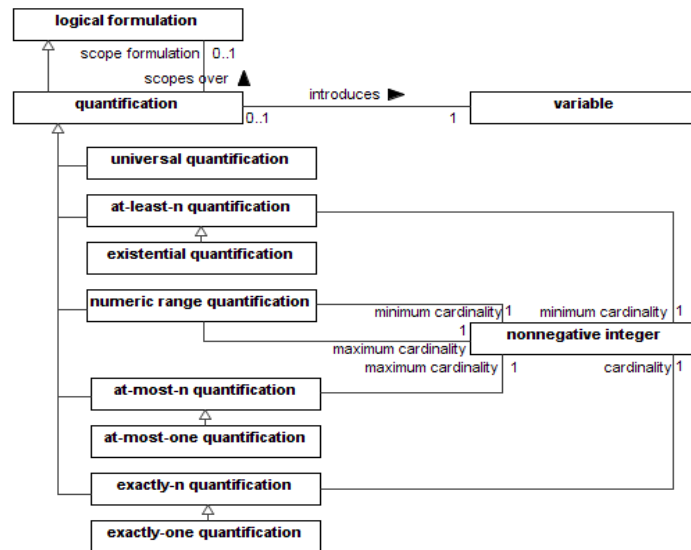 logical formulation
scope formulation 0..1
scopes over
quantification
introduces
variable
0..1 1
universal quantification
at-least-n quantification
existential quantification
numeric range quantification
minimum cardinality 1
minimum cardinality 1
1
nonnegative integer
maximum cardinality
maximum cardinality 1
cardinality 1
at-most-n quantification
at-most-one quantification
exactly-n quantification
exactly-one quantification